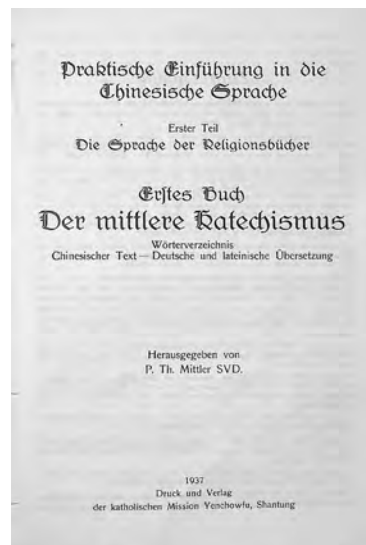 Praktische Einführung in die
Chinesische Sprache
Erster Teil
Die Sprache der Religionsbücher
Erstes Buch
Der mittlere Katechismus
Wörterverzeichnis
Chinesischer Text — Deutsche und lateinische Übersetzung
Herausgegeben von
P. Th. Mittler SVD.
1937
Druck und Verlag
der katholischen Mission Yenchowfu, Shantung